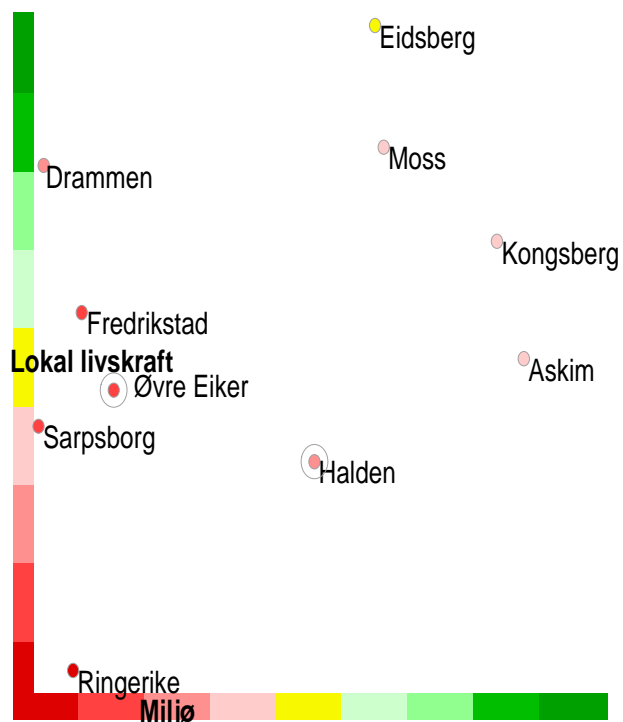 Eidsberg
Moss
Drammen
Kongsberg
Fredrikstad
Lokal livskraft
Askim
Øvre Eiker
Sarpsborg
Halden
Ringerike
Miljø